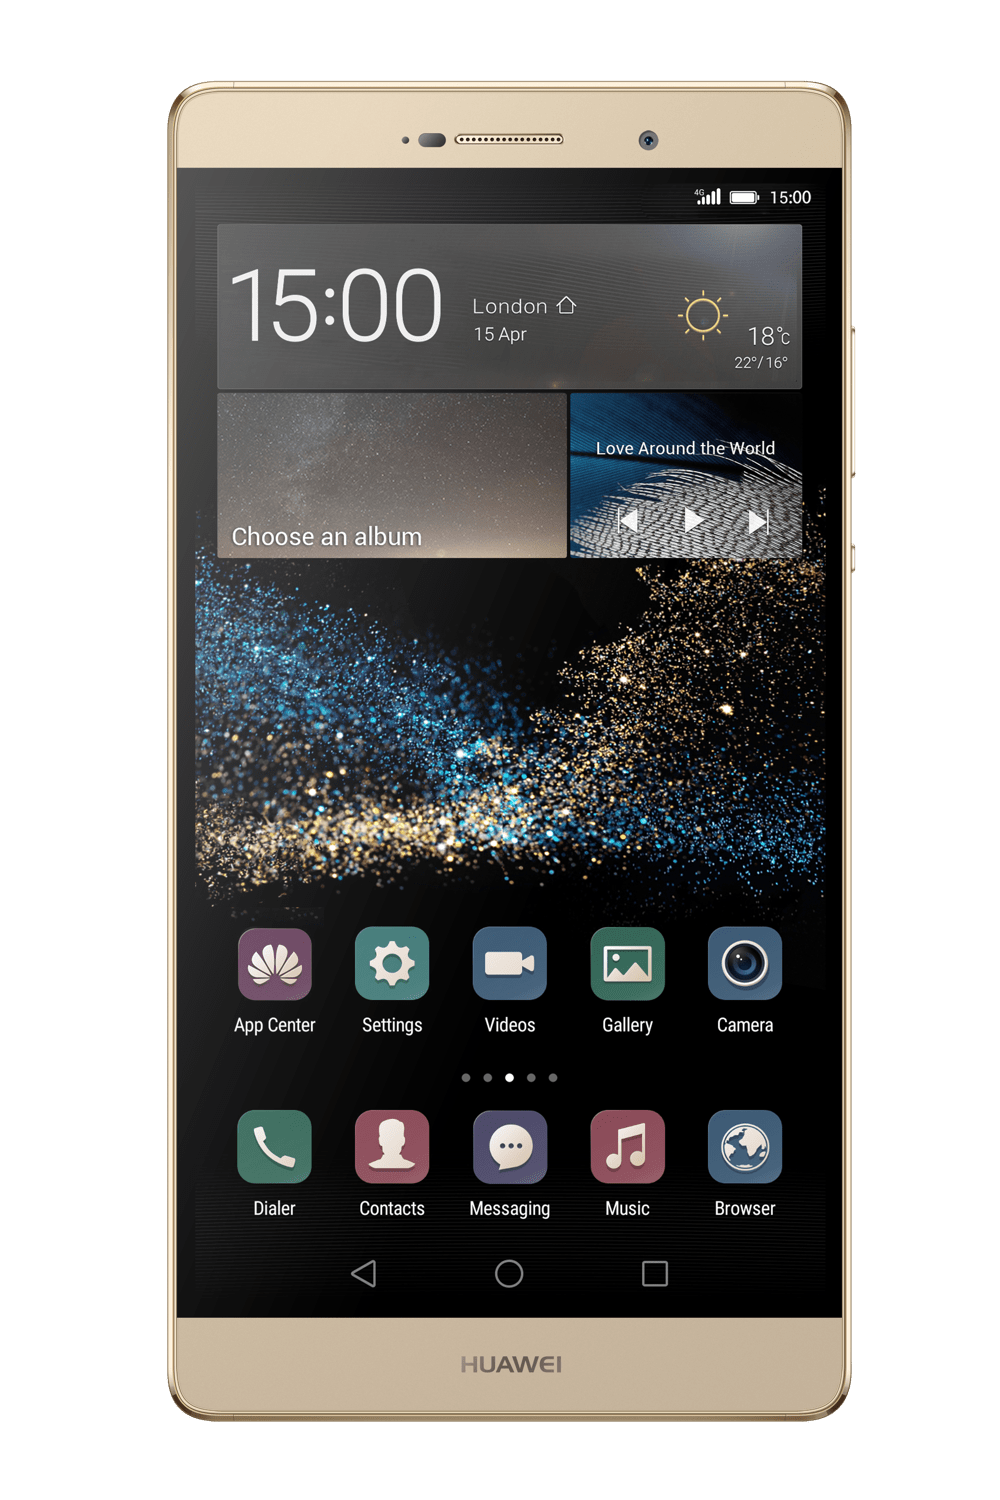 4G 15:00
15:00
London
15 Apr
18°c
22°/16°
Love Around the World
Choose an album
App Center Settings Videos Gallery Camera
Dialer Contacts Messaging Music Browser
HUAWEI